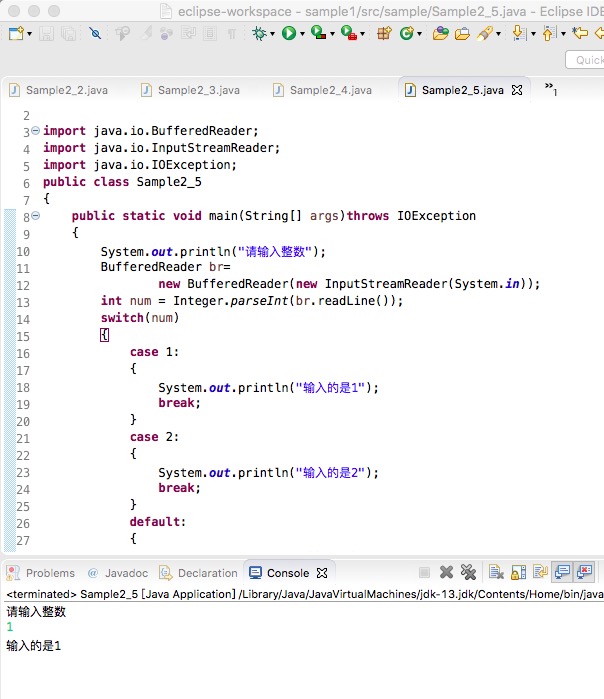 eclipse-workspace - sample1/src/sample/Sample2_5.java - Eclipse IDE
Quick
Sample2_2.java Sample2_3.java Sample2_4.java Sample2_5.java »1
2
3 import java.io.BufferedReader;
4 import java.io.InputStreamReader;
5 import java.io.IOException;
6 public class Sample2_5
7 {
8 public static void main(String[] args)throws IOException
9 {
10 System.out.println("请输入整数");
11 BufferedReader br=
12 new BufferedReader(new InputStreamReader(System.in));
13 int num = Integer.parseInt(br.readLine());
14 switch(num)
15 {
16 case 1:
17 {
18 System.out.println("输入的是1");
19 break;
20 }
21 case 2:
22 {
23 System.out.println("输入的是2");
24 break;
25 }
26 default:
27 {
Problems @ Javadoc Declaration Console
<terminated> Sample2_5 [Java Application] /Library/Java/JavaVirtualMachines/jdk-13.jdk/Contents/Home/bin/java
请输入整数
1
输入的是1